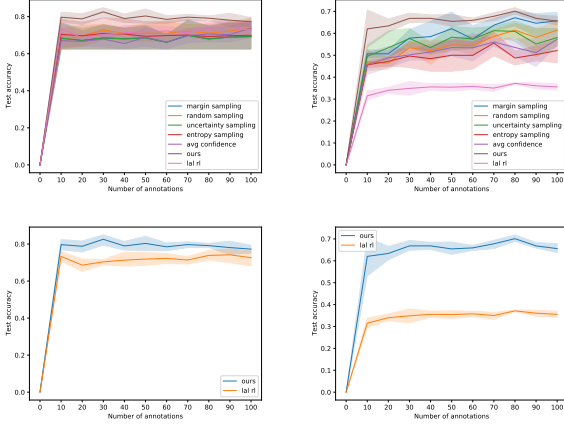 0.8
0.6
0.4
0.2
0.0
Test accuracy
margin sampling
random sampling
uncertainty sampling
entropy sampling
avg confidence
ours
lal rl
0 10 20 30 40 50 60 70 80 90 100
Number of annotations
0.7
0.6
0.5
0.4
0.3
0.2
0.1
0.0
Test accuracy
margin sampling
random sampling
uncertainty sampling
entropy sampling
avg confidence
ours
lal rl
0 10 20 30 40 50 60 70 80 90 100
Number of annotations
0.8
0.6
0.4
0.2
0.0
Test accuracy
ours
lal rl
0 10 20 30 40 50 60 70 80 90 100
Number of annotations
0.7
0.6
0.5
0.4
0.3
0.2
0.1
0.0
Test accuracy
ours
lal rl
0 10 20 30 40 50 60 70 80 90 100
Number of annotations